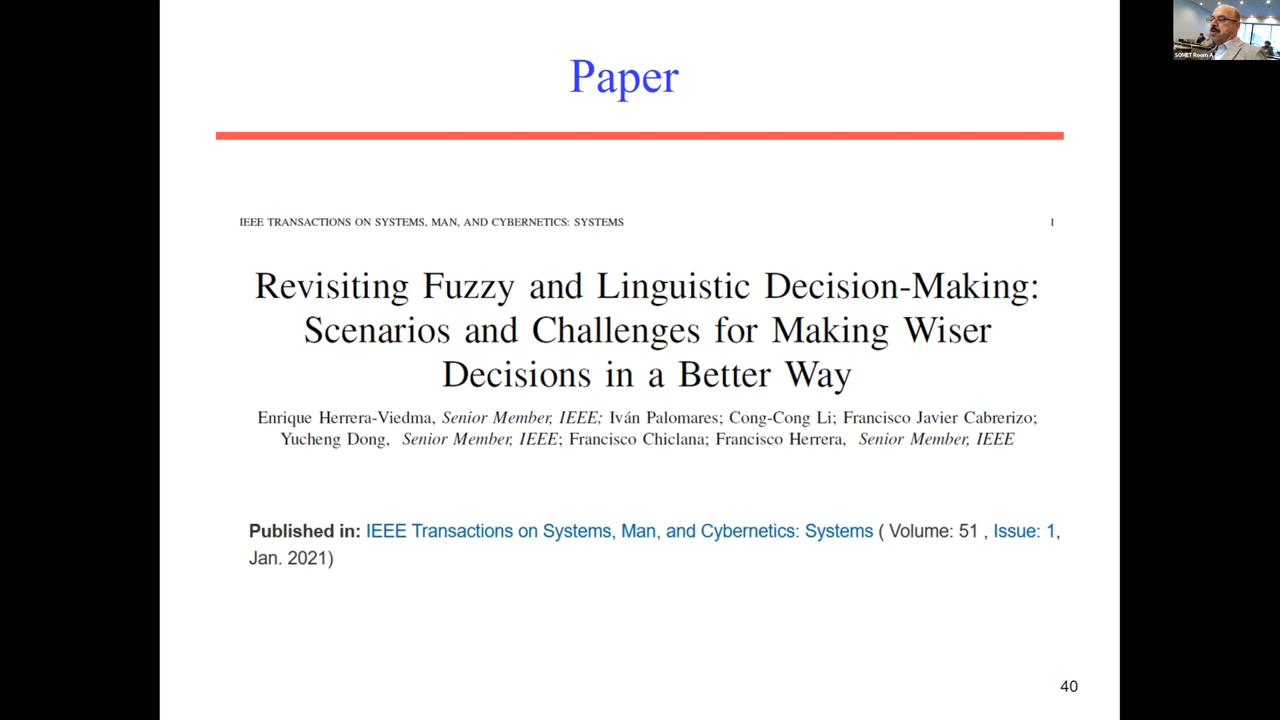 Paper
SOMET Room A
IEEE TRANSACTIONS ON SYSTEMS, MAN, AND CYBERNETICS: SYSTEMS 1
Revisiting Fuzzy and Linguistic Decision-Making:
Scenarios and Challenges for Making Wiser
Decisions in a Better Way
Enrique Herrera-Viedma, Senior Member, IEEE; Iván Palomares; Cong-Cong Li; Francisco Javier Cabrerizo;
Yucheng Dong, Senior Member, IEEE; Francisco Chiclana; Francisco Herrera, Senior Member, IEEE
Published in: IEEE Transactions on Systems, Man, and Cybernetics: Systems ( Volume: 51 , Issue: 1,
Jan. 2021)
40